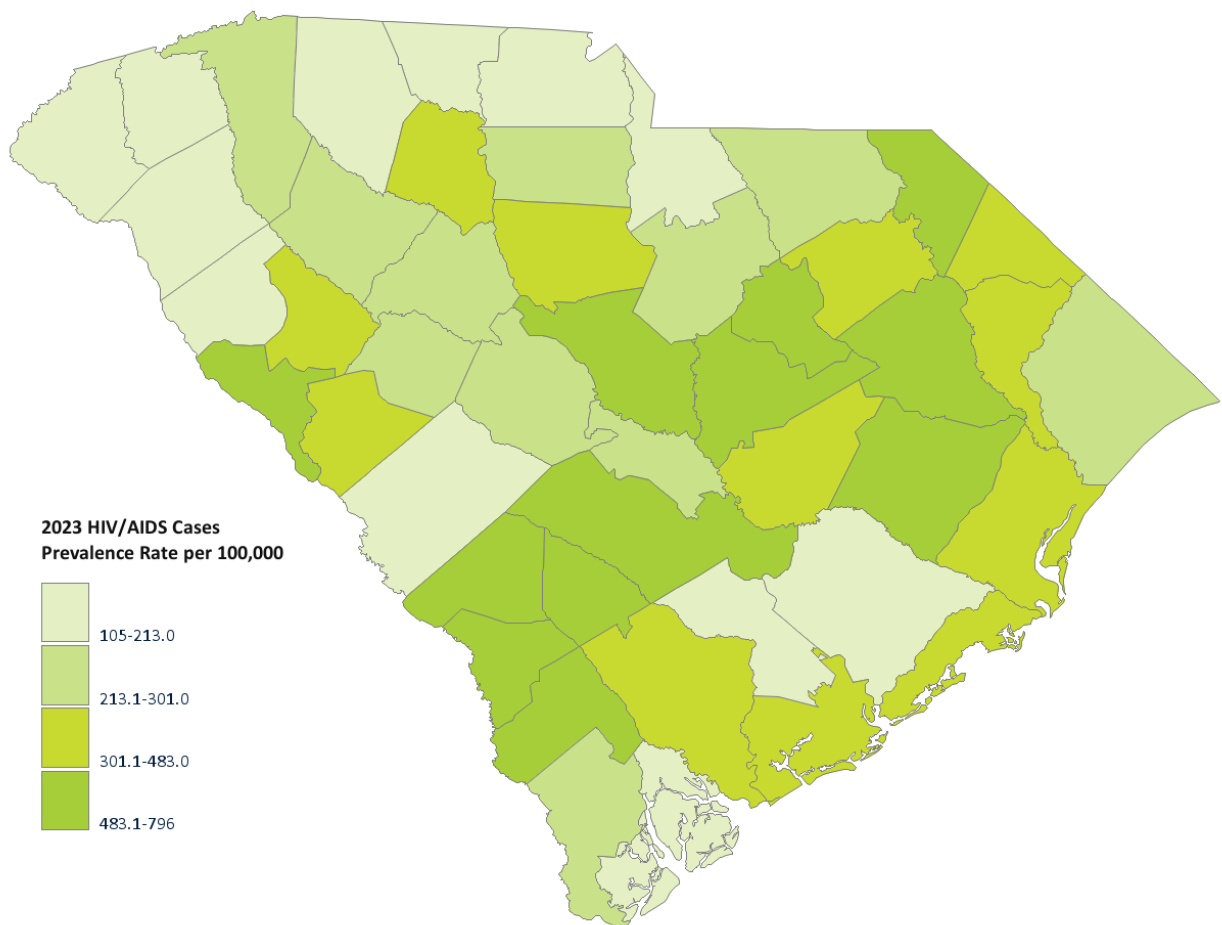 2023 HIV/AIDS Cases
Prevalence Rate per 100,000
105-213.0
213.1-301.0
301.1-483.0
483.1-796